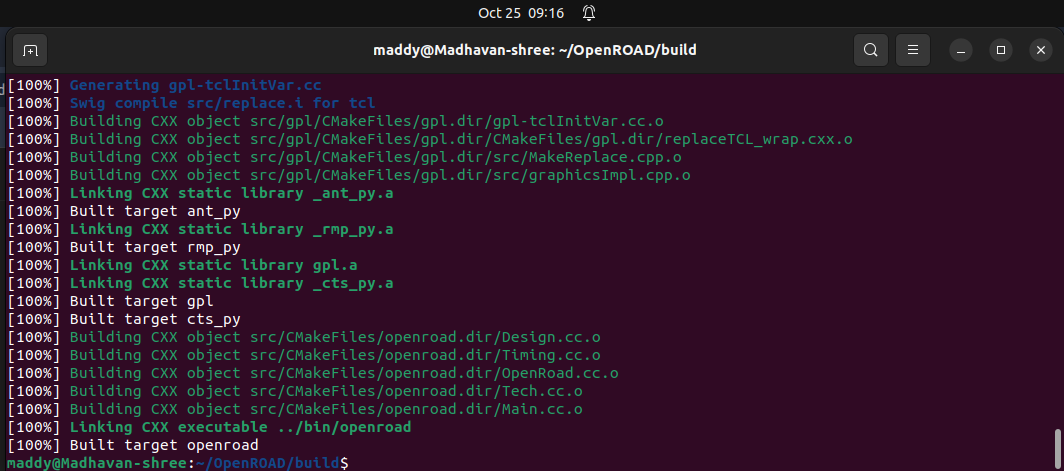 Oct 25 09:16
maddy@Madhavan-shree: ~/OpenROAD/build
[100%] Generating gpl-tclInitVar.cc
[100%] Swig compile src/replace.i for tcl
[100%] Building CXX object src/gpl/CMakeFiles/gpl.dir/gpl-tclInitVar.cc.o
[100%] Building CXX object src/gpl/CMakeFiles/gpl.dir/CMakeFiles/gpl.dir/replaceTCL_wrap.cxx.o
[100%] Building CXX object src/gpl/CMakeFiles/gpl.dir/src/MakeReplace.cpp.o
[100%] Building CXX object src/gpl/CMakeFiles/gpl.dir/src/graphicsImpl.cpp.o
[100%] Linking CXX static library _ant_py.a
[100%] Built target ant_py
[100%] Linking CXX static library _rmp_py.a
[100%] Built target rmp_py
[100%] Linking CXX static library gpl.a
[100%] Linking CXX static library _cts_py.a
[100%] Built target gpl
[100%] Built target cts_py
[100%] Building CXX object src/CMakeFiles/openroad.dir/Design.cc.o
[100%] Building CXX object src/CMakeFiles/openroad.dir/Timing.cc.o
[100%] Building CXX object src/CMakeFiles/openroad.dir/OpenRoad.cc.o
[100%] Building CXX object src/CMakeFiles/openroad.dir/Tech.cc.o
[100%] Building CXX object src/CMakeFiles/openroad.dir/Main.cc.o
[100%] Linking CXX executable ../bin/openroad
[100%] Built target openroad
maddy@Madhavan-shree:~/OpenROAD/build$